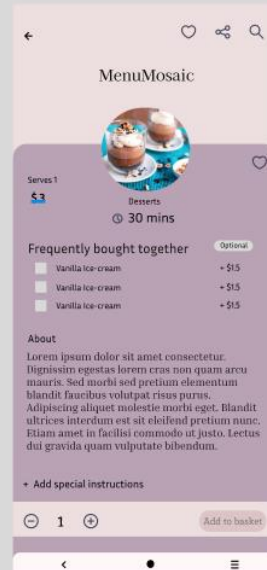 MenuMosaic
Serves 1
$3
Desserts
30 mins
Frequently bought together
Optional
Vanilla Ice-cream
+ $1.5
Vanilla Ice-cream
+ $1.5
Vanilla Ice-cream
+ $1.5
About
Lorem ipsum dolor sit amet consectetur.
Dignissim egestas lorem cras non quam arcu
mauris. Sed morbi sed pretium elementum
blandit faucibus volutpat risus purus.
Adipiscing aliquet molestie morbi eget. Blandit
ultrices interdum est sit eleifend pretium nunc.
Etiam amet in facilisi commodo ut justo. Lectus
dui gravida quam vulputate bibendum.
+ Add special instructions
1
Add to basket